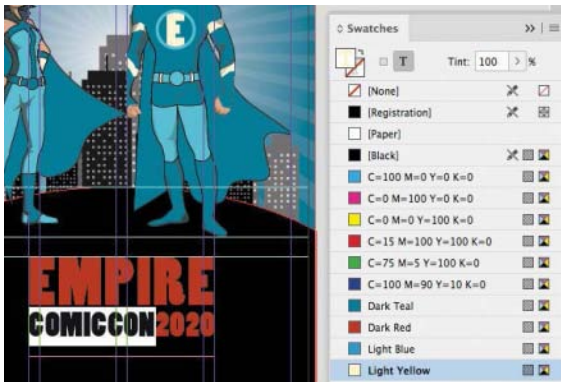 E
EMPIRE
COMICCON2020
Swatches
T Tint: 100 > %
[None]
[Registration]
[Paper]
[Black]
C=100 M=0 Y=0 K=0
C=0 M=100 Y=0 K=0
C=0 M=0 Y=100 K=0
C=15 M=100 Y=100 K=0
C=75 M=5 Y=100 K=0
C=100 M=90 Y=10 K=0
Dark Teal
Dark Red
Light Blue
Light Yellow